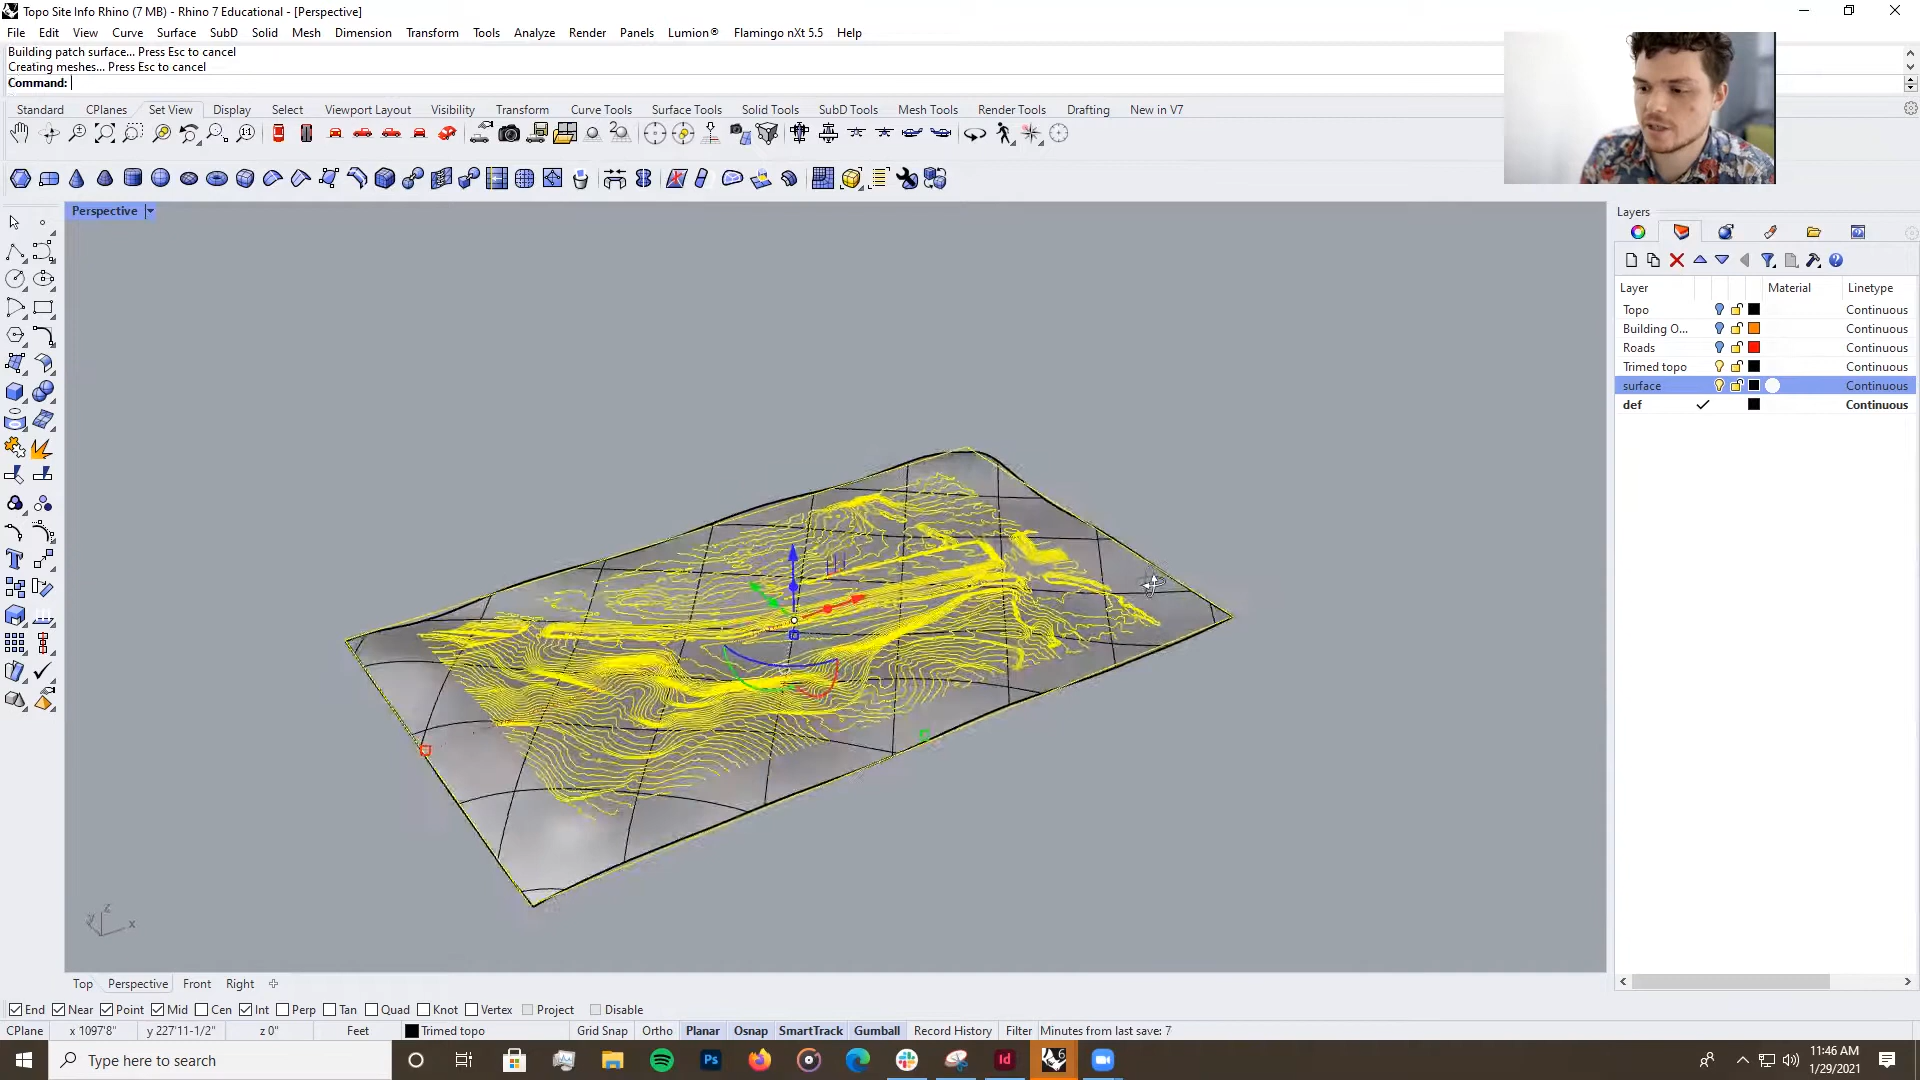 Topo Site Info Rhino (7 MB) - Rhino 7 Educational - [Perspective]
File Edit View Curve Surface SubD Solid Mesh Dimension Transform Tools Analyze Render Panels Lumion® Flamingo nXt 5.5 Help
Building patch surface... Press Esc to cancel
Creating meshes... Press Esc to cancel
Command:
Standard CPlanes Set View Display Select Viewport Layout Visibility Transform Curve Tools Surface Tools Solid Tools SubD Tools Mesh Tools Render Tools Drafting New in V7
Perspective
Layers
Layer Material Linetype
Topo Continuous
Building O... Continuous
Roads Continuous
Trimed topo Continuous
surface Continuous
def Continuous
z
y x
Top Perspective Front Right
End Near Point Mid Cen Int Perp Tan Quad Knot Vertex Project Disable
CPlane x 1097'8" y 227'11-1/2" z 0" Feet Trimed topo Grid Snap Ortho Planar Osnap SmartTrack Gumball Record History Filter Minutes from last save: 7
Type here to search
11:46 AM
1/29/2021